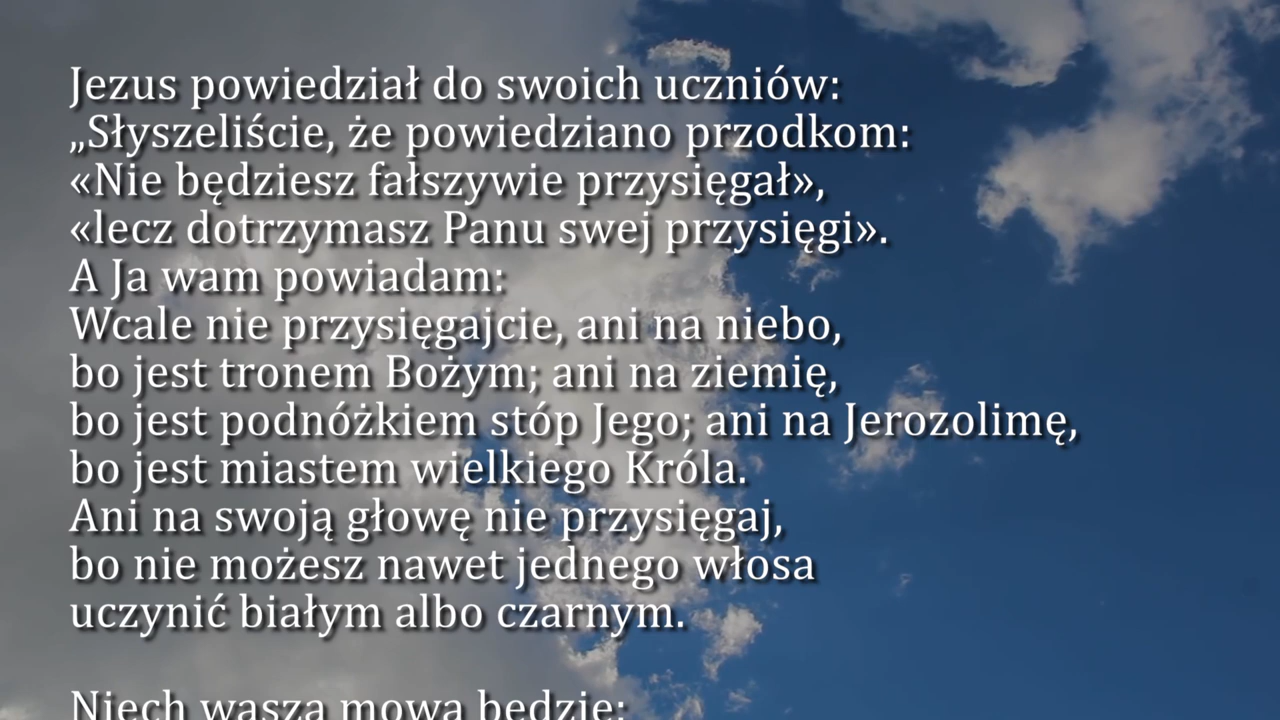 Jezus powiedział do swoich uczniów:
„Słyszeliście, że powiedziano przodkom:
«Nie będziesz fałszywie przysięgał»,
«lecz dotrzymasz Panu swej przysięgi».
A Ja wam powiadam:
Wcale nie przysięgajcie, ani na niebo,
bo jest tronem Bożym; ani na ziemię,
bo jest podnóżkiem stóp Jego; ani na Jerozolimę,
bo jest miastem wielkiego Króla.
Ani na swoją głowę nie przysięgaj,
bo nie możesz nawet jednego włosa
uczynić białym albo czarnym.
Niech wasza mowa będzie: